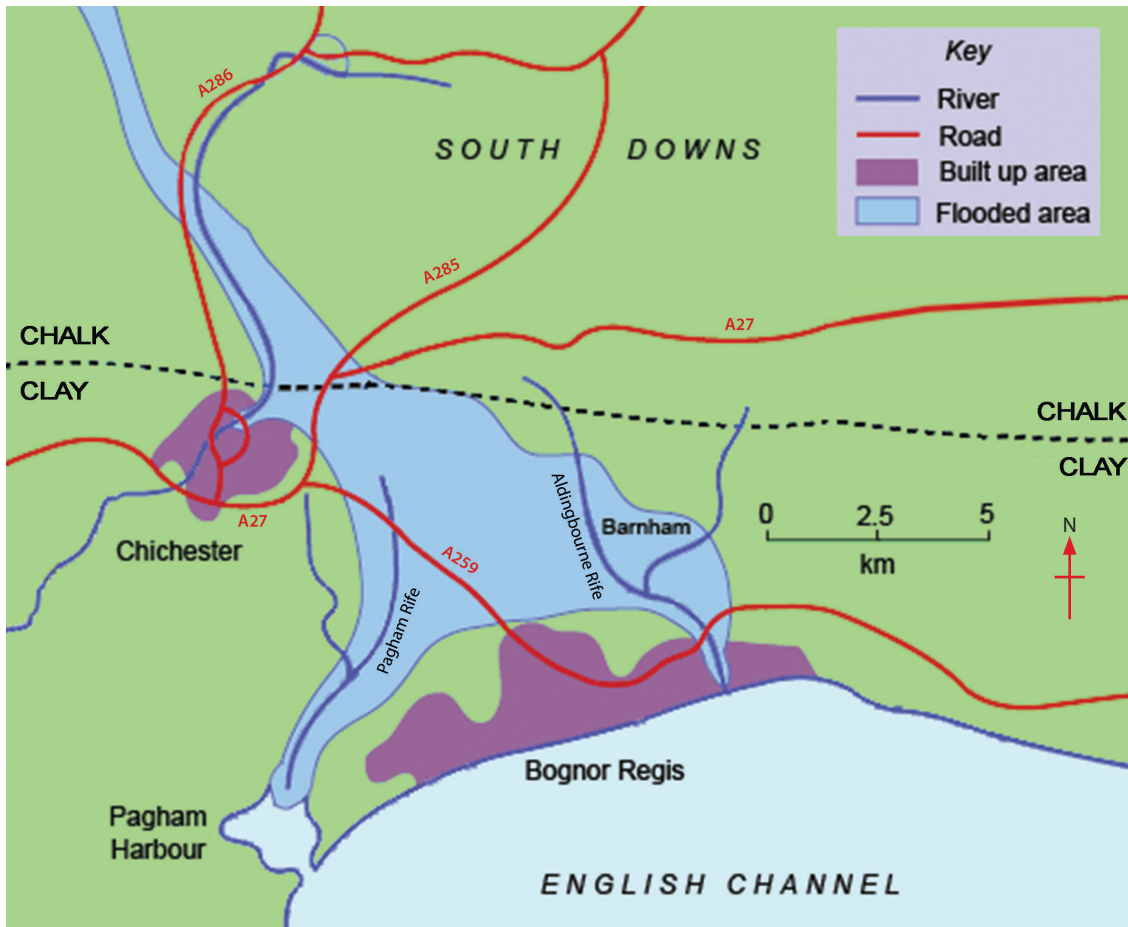 Key
River
Road
Built up area
Flooded area
A286
SOUTH DOWNS
A285
A27
CHALK
CLAY
CHALK
CLAY
Aldingbourne Rife
Barnham
0 2.5 5
km
N
A27
Chichester
A259
Pagham Rife
Bognor Regis
Pagham
Harbour
ENGLISH CHANNEL